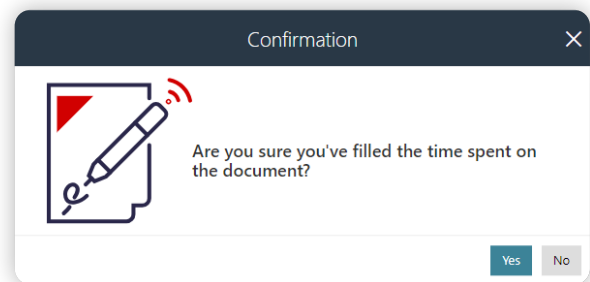 Confirmation
Are you sure you've filled the time spent on
the document?
Yes
No